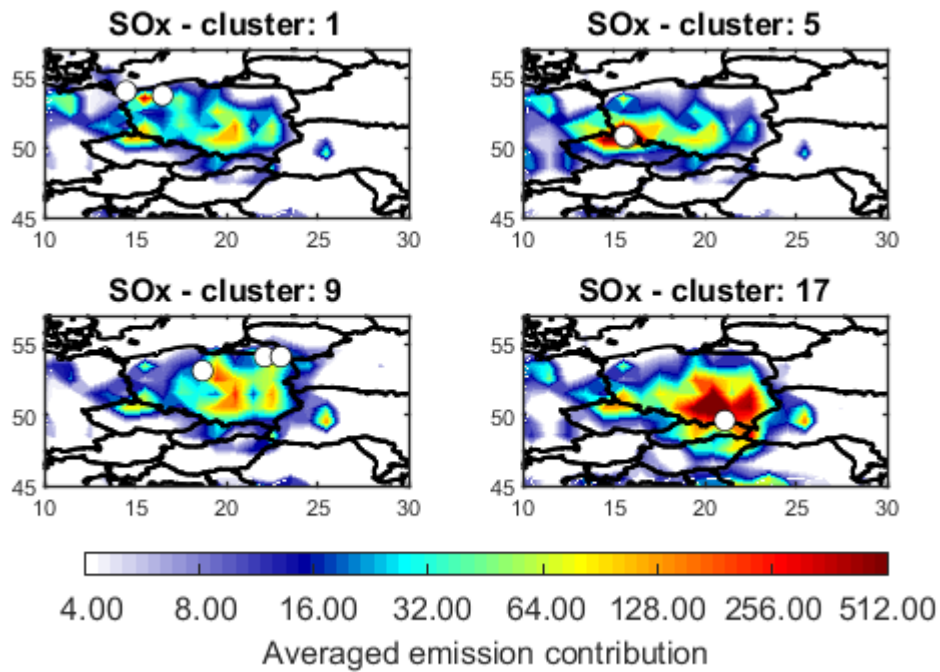 SOx - cluster: 1
SOx - cluster: 5
55
50
45
10 15 20 25 30
55
50
45
10 15 20 25 30
SOx - cluster: 9
SOx - cluster: 17
55
50
45
10 15 20 25 30
55
50
45
10 15 20 25 30
4.00 8.00 16.00 32.00 64.00 128.00 256.00 512.00
Averaged emission contribution